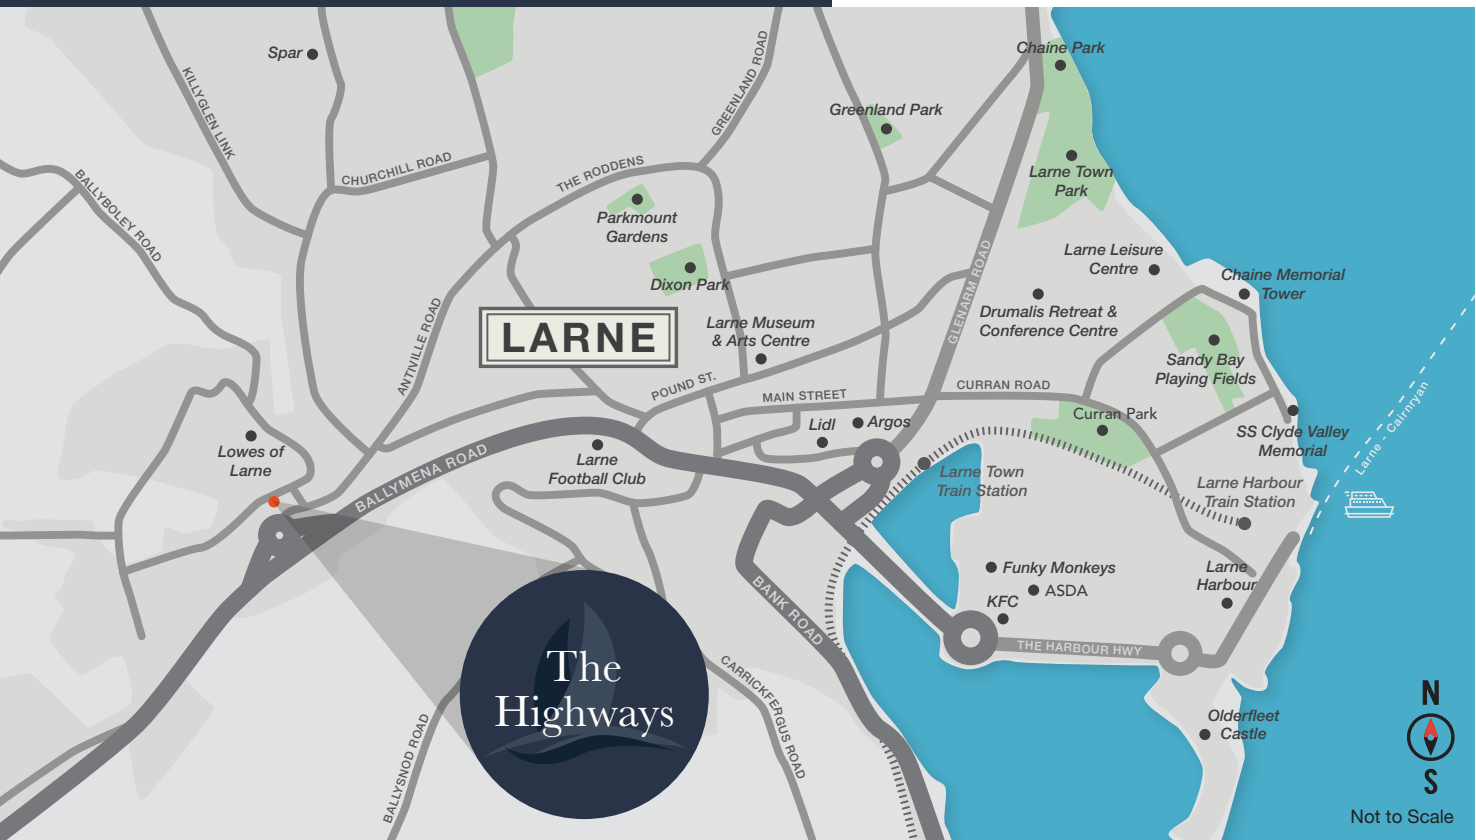 Spar
KILLYGLEN LINK
CHURCHILL ROAD
BALLYBOLEY ROAD
GREENLAND ROAD
THE RODDENS
Chaine Park
Greenland Park
Larne Town
Park
Parkmount
Gardens
Dixon Park
Larne Leisure
Centre
Chaine Memorial
Tower
GLENARM ROAD
Drumalis Retreat &
Conference Centre
ANTIVILLE ROAD
LARNE
Larne Museum
& Arts Centre
Sandy Bay
Playing Fields
POUND ST.
MAIN STREET
CURRAN ROAD
Curran Park
Lidl
Argos
SS Clyde Valley
Memorial
Larne - Cairnryan
Lowes of
Larne
BALLYMENA ROAD
Larne
Football Club
Larne Town
Train Station
Larne Harbour
Train Station
Funky Monkeys
ASDA
KFC
Larne
Harbour
BANK ROAD
THE HARBOUR HWY
The
Highways
CARRICKFERGUS ROAD
BALLYSNOD ROAD
Olderfleet
Castle
N
S
Not to Scale